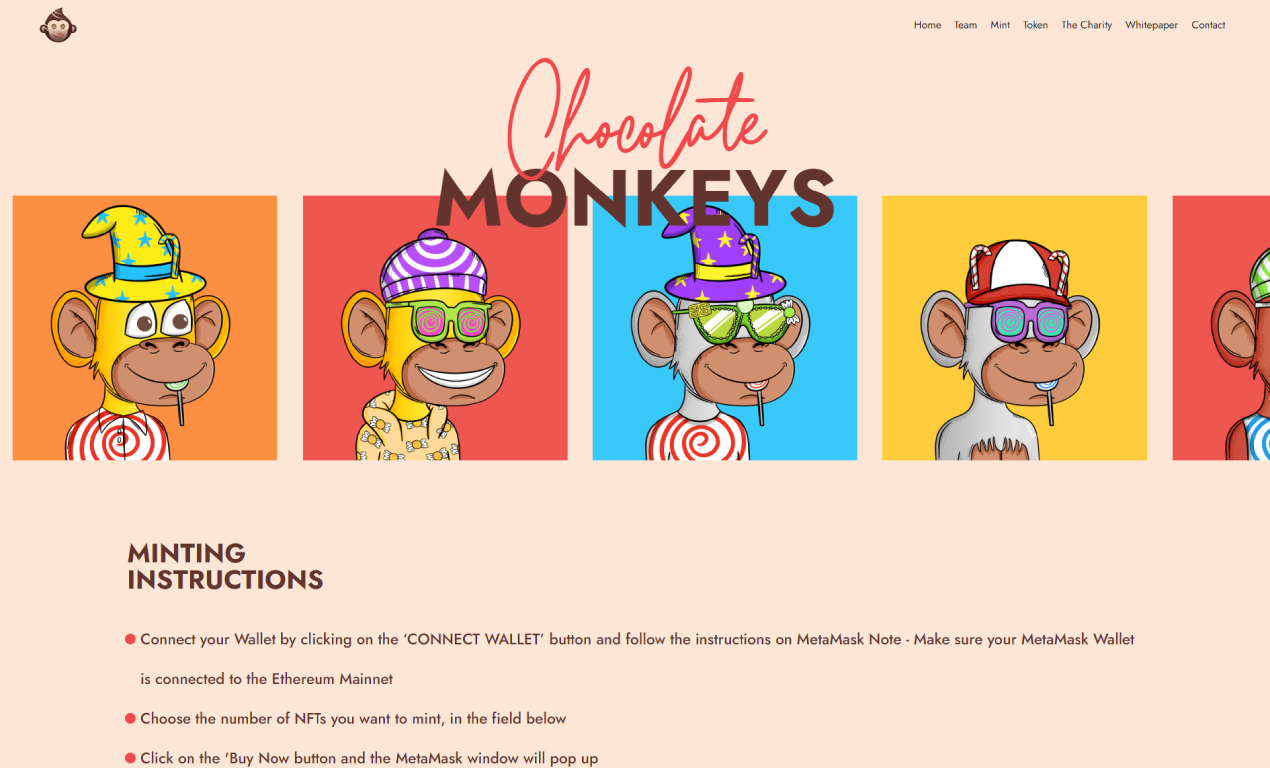 Home Team Mint Token The Charity Whitepaper Contact
Chocolate
MONKEYS
MINTING
INSTRUCTIONS
Connect your Wallet by clicking on the ‘CONNECT WALLET’ button and follow the instructions on MetaMask Note - Make sure your MetaMask Wallet
is connected to the Ethereum Mainnet
Choose the number of NFTs you want to mint, in the field below
Click on the 'Buy Now button and the MetaMask window will pop up